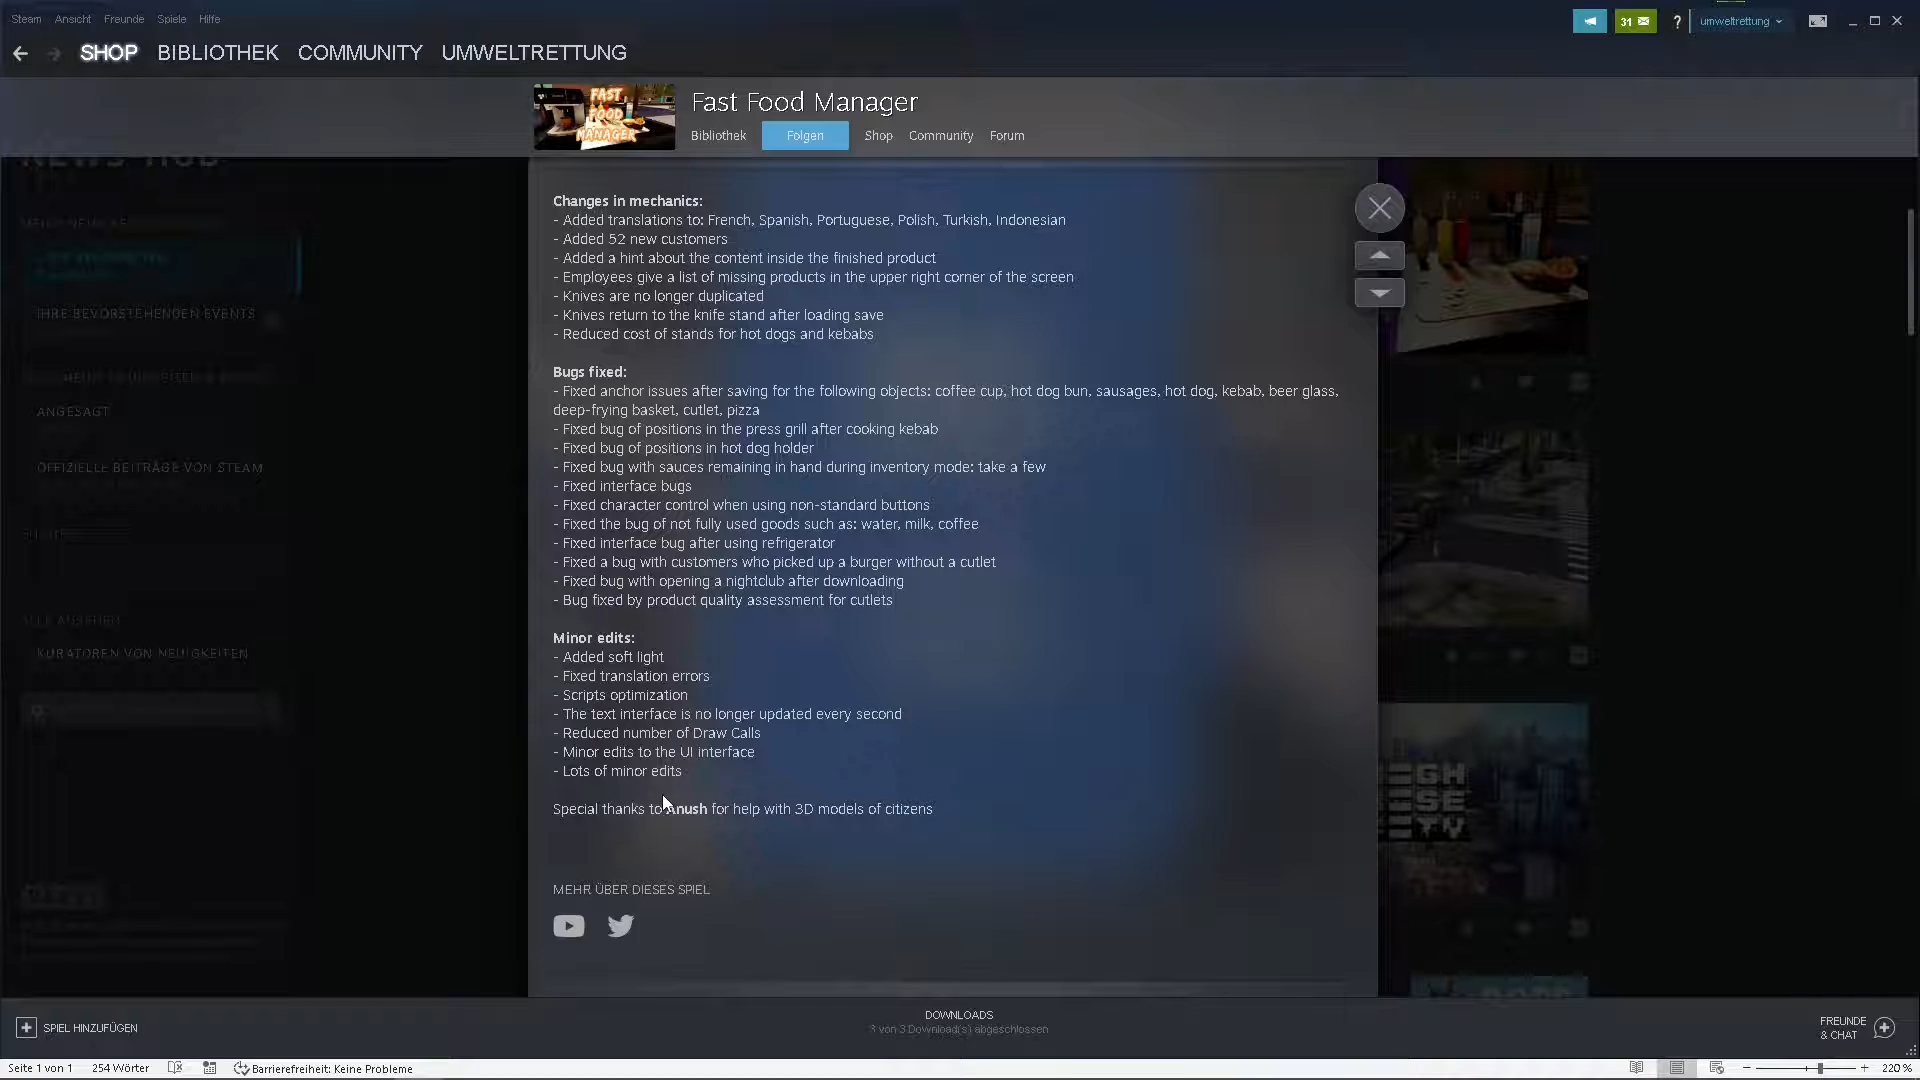 Steam Ansicht Freunde Spiele Hilfe
31 ? umweltrettung
SHOP BIBLIOTHEK COMMUNITY UMWELTRETTUNG
FAST FOOD MANAGER
Fast Food Manager
Bibliothek Folgen Shop Community Forum
NEWS HUB
Changes in mechanics:
- Added translations to: French, Spanish, Portuguese, Polish, Turkish, Indonesian
- Added 52 new customers
- Added a hint about the content inside the finished product
- Employees give a list of missing products in the upper right corner of the screen
- Knives are no longer duplicated
- Knives return to the knife stand after loading save
- Reduced cost of stands for hot dogs and kebabs
Bugs fixed:
- Fixed anchor issues after saving for the following objects: coffee cup, hot dog bun, sausages, hot dog, kebab, beer glass,
deep-frying basket, cutlet, pizza
- Fixed bug of positions in the press grill after cooking kebab
- Fixed bug of positions in hot dog holder
- Fixed bug with sauces remaining in hand during inventory mode: take a few
- Fixed interface bugs
- Fixed character control when using non-standard buttons
- Fixed the bug of not fully used goods such as: water, milk, coffee
- Fixed interface bug after using refrigerator
- Fixed a bug with customers who picked up a burger without a cutlet
- Fixed bug with opening a nightclub after downloading
- Bug fixed by product quality assessment for cutlets
Minor edits:
- Added soft light
- Fixed translation errors
- Scripts optimization
- The text interface is no longer updated every second
- Reduced number of Draw Calls
- Minor edits to the UI interface
- Lots of minor edits
Special thanks to Anush for help with 3D models of citizens
MEHR ÜBER DIESES SPIEL
IHRE BEVORSTEHENDEN EVENTS
ANGESAGT
OFFIZIELLE BEITRÄGE VON STEAM
KURATOREN VON NEUIGKEITEN
SPIEL HINZUFÜGEN
DOWNLOADS
3 von 3 Download(s) abgeschlossen
FREUNDE
& CHAT
Seite 1 von 1 254 Wörter Barrierefreiheit: Keine Probleme 220 %